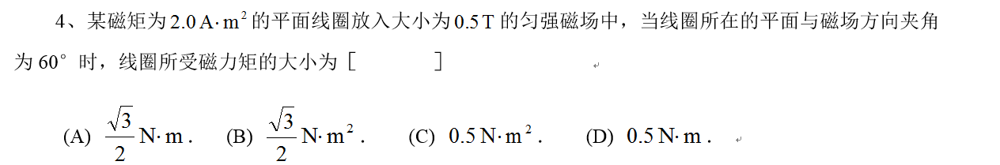 4、某磁矩为 2.0 A·m² 的平面线圈放入大小为 0.5 T 的匀强磁场中，当线圈所在的平面与磁场方向夹角
为 60° 时，线圈所受磁力矩的大小为［　　　］
(A) √3/2 N·m． (B) √3/2 N·m²． (C) 0.5 N·m²． (D) 0.5 N·m．